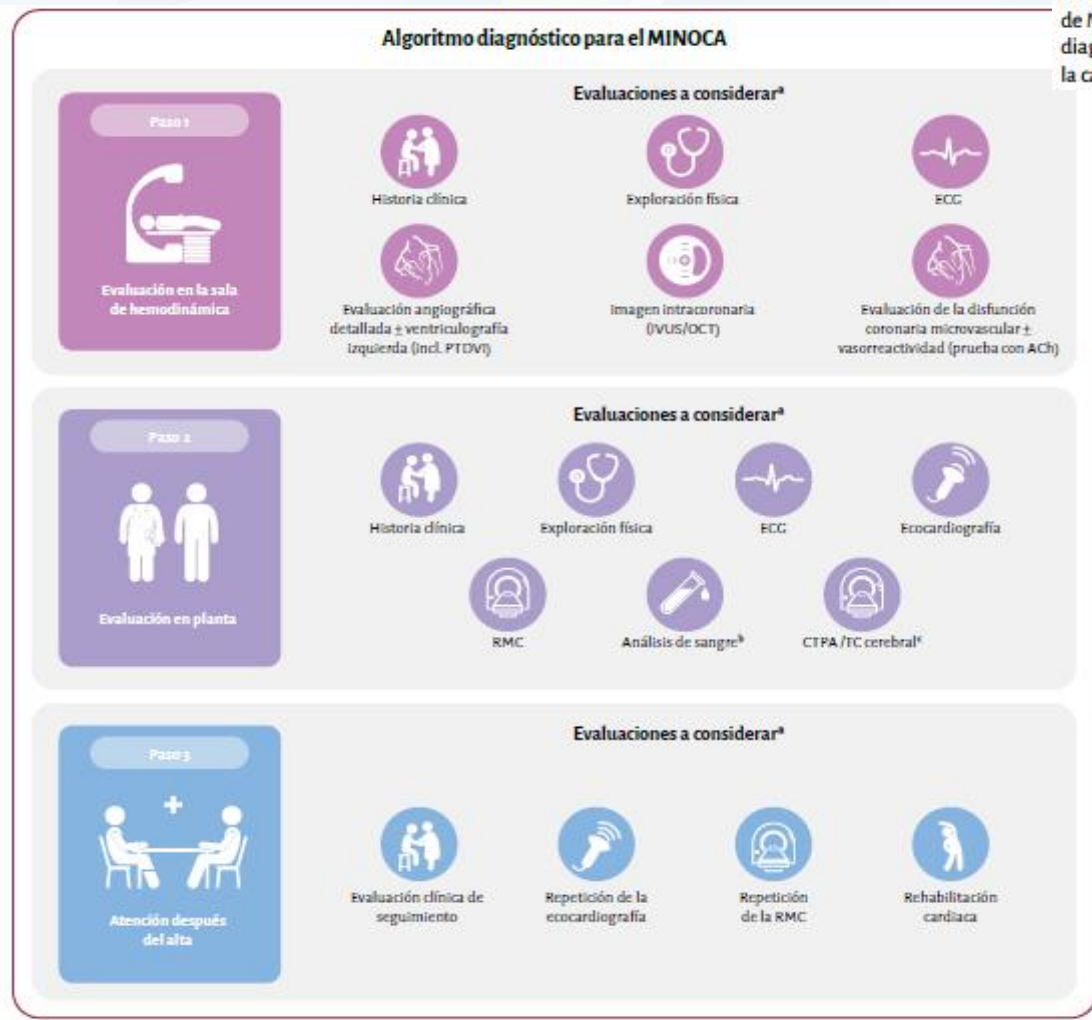 de
diag
la ca
Algoritmo diagnóstico para el MINOCA
Evaluaciones a considerarᵃ
Paso 1
Evaluación en la sala
de hemodinámica
Historia clínica
Exploración física
ECG
Evaluación angiográfica
detallada ± ventriculografía
izquierda (incl. PTDVI)
Imagen intracoronaria
(IVUS/OCT)
Evaluación de la disfunción
coronaria microvascular ±
vasorreactividad (prueba con ACh)
Evaluaciones a considerarᵃ
Paso 2
Evaluación en planta
Historia clínica
Exploración física
ECG
Ecocardiografía
RMC
Análisis de sangreᵇ
CTPA/TC cerebralᶜ
Evaluaciones a considerarᵃ
Paso 3
Atención después
del alta
Evaluación clínica de
seguimiento
Repetición de la
ecocardiografía
Repetición
de la RMC
Rehabilitación
cardiaca